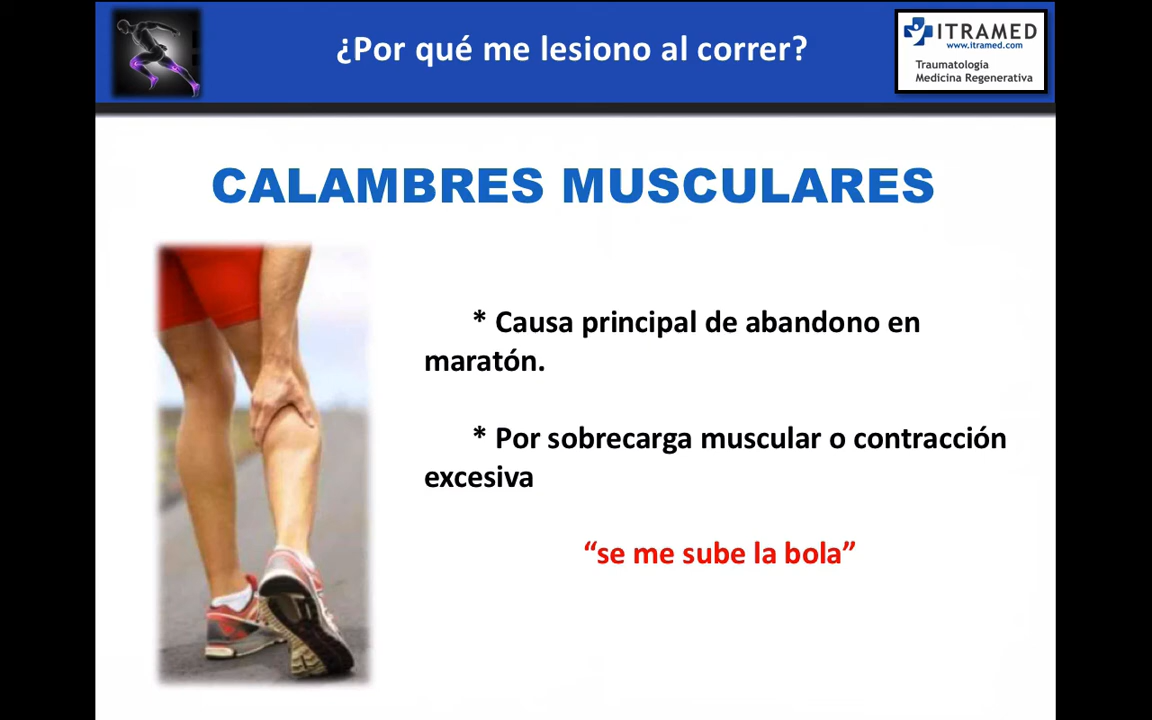 ¿Por qué me lesiono al correr?
ITRAMED
www.itramed.com
Traumatología
Medicina Regenerativa
CALAMBRES MUSCULARES
* Causa principal de abandono en
maratón.
* Por sobrecarga muscular o contracción
excesiva
“se me sube la bola”